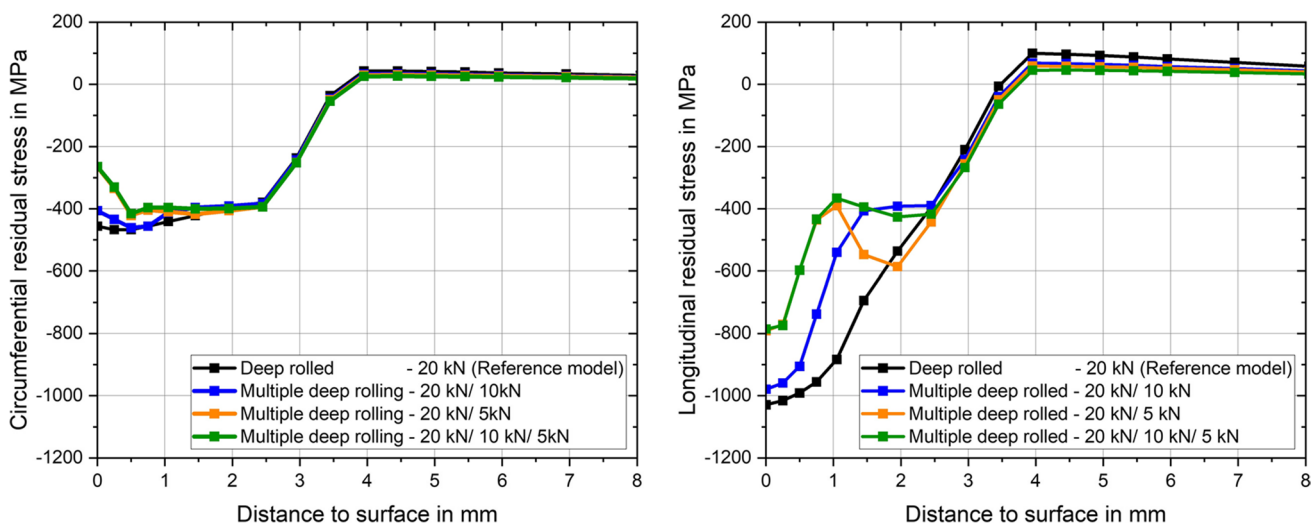 200
0
-200
-400
-600
-800
-1000
-1200
Circumferential residual stress in MPa
Deep rolled - 20 kN (Reference model)
Multiple deep rolling - 20 kN/ 10kN
Multiple deep rolling - 20 kN/ 5kN
Multiple deep rolling - 20 kN/ 10 kN/ 5kN
0 1 2 3 4 5 6 7 8
Distance to surface in mm
200
0
-200
-400
-600
-800
-1000
-1200
Longitudinal residual stress in MPa
Deep rolled - 20 kN (Reference model)
Multiple deep rolled - 20 kN/ 10 kN
Multiple deep rolled - 20 kN/ 5 kN
Multiple deep rolled - 20 kN/ 10 kN/ 5 kN
0 1 2 3 4 5 6 7 8
Distance to surface in mm